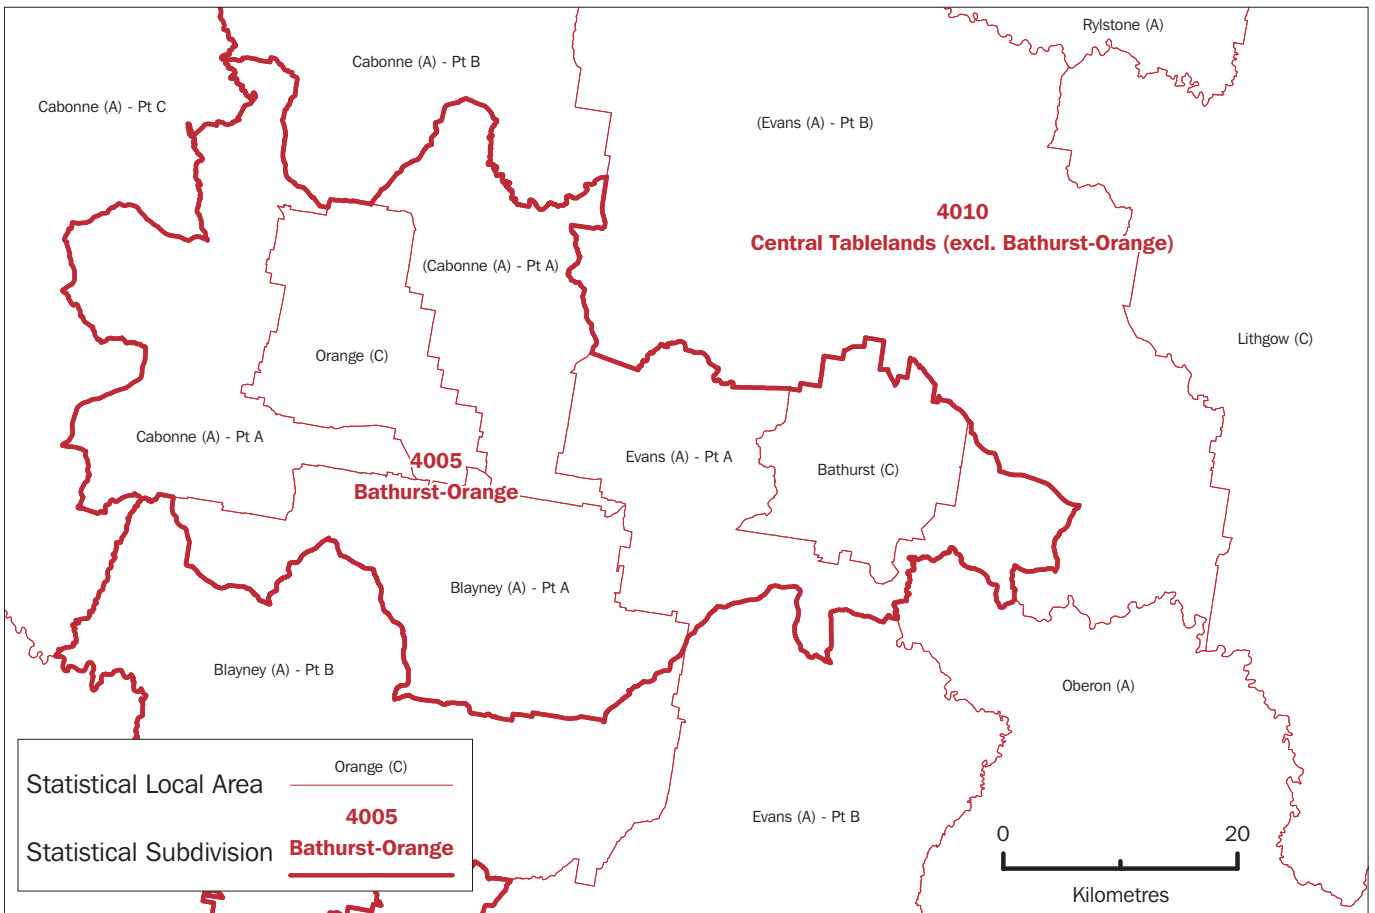 Rylstone (A)
Cabonne (A) - Pt B
Cabonne (A) - Pt C
(Evans (A) - Pt B)
4010
Central Tablelands (excl. Bathurst-Orange)
(Cabonne (A) - Pt A)
Lithgow (C)
Orange (C)
Cabonne (A) - Pt A
4005
Bathurst-Orange
Evans (A) - Pt A
Bathurst (C)
Blayney (A) - Pt A
Blayney (A) - Pt B
Oberon (A)
Evans (A) - Pt B
Statistical Local Area
Orange (C)
Statistical Subdivision
4005
Bathurst-Orange
0 20
Kilometres